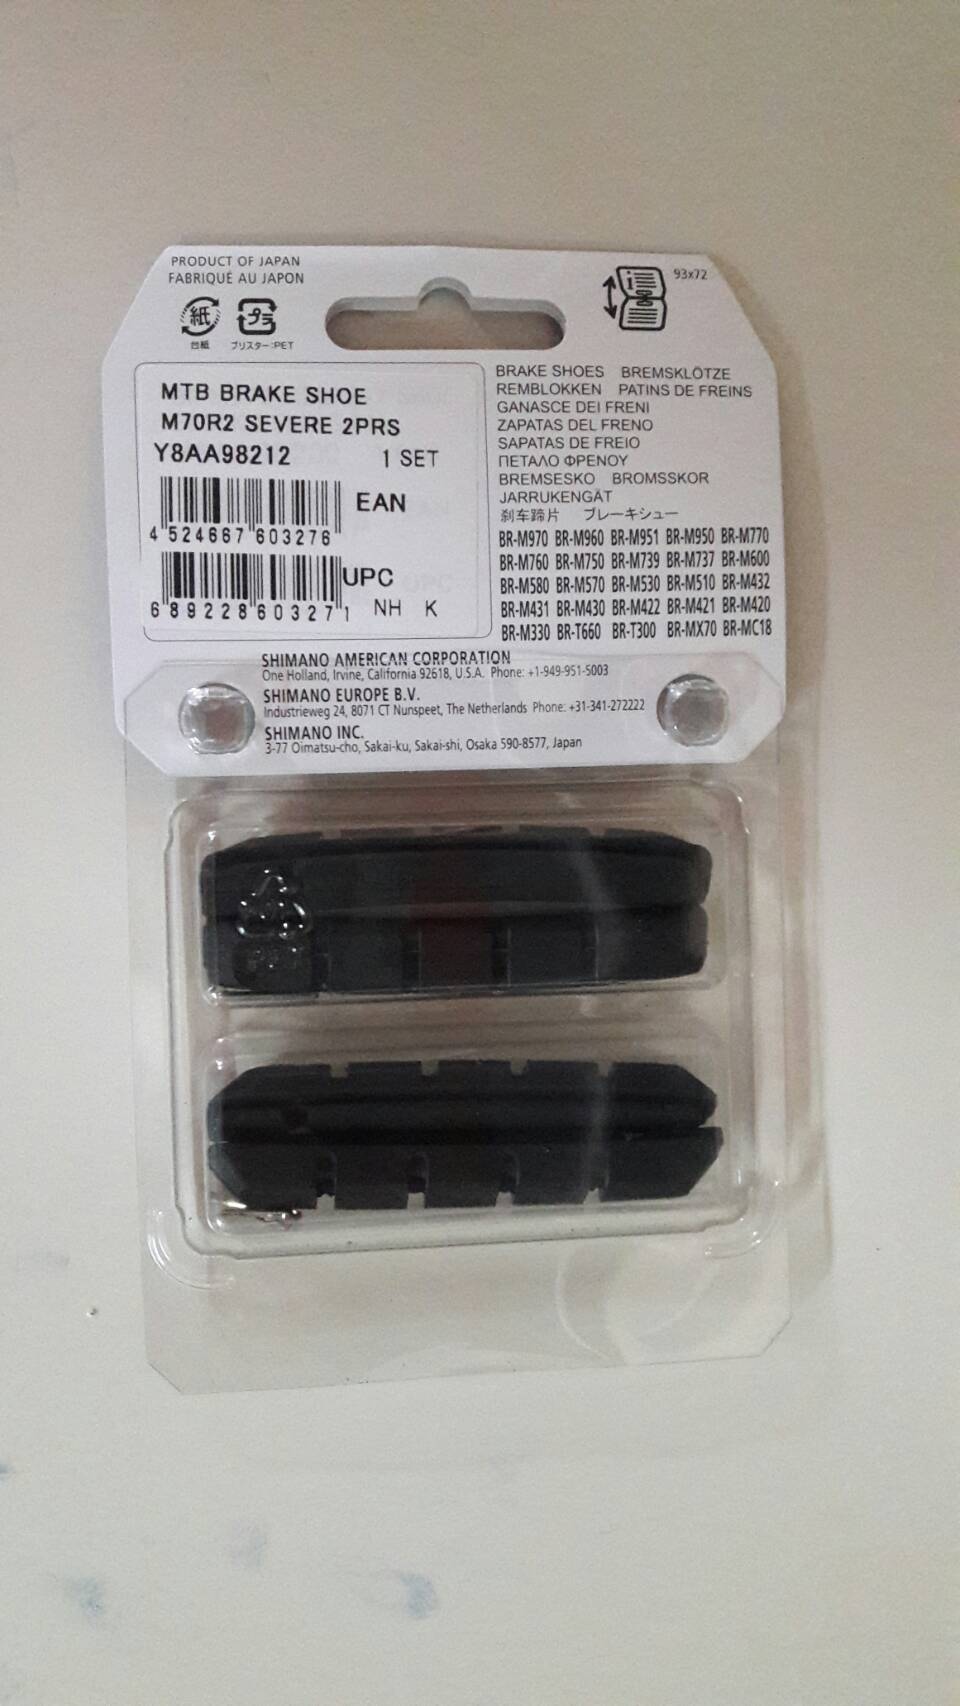 PRODUCT OF JAPAN
FABRIQUÉ AU JAPON
紙
台紙
プラ
ブリスター:PET
93x72
MTB BRAKE SHOE
M70R2 SEVERE 2PRS
Y8AA98212 1 SET
EAN
4 524667 603276
UPC
6 89228 60327 1 NH K
BRAKE SHOES BREMSKLÖTZE
REMBLOKKEN PATINS DE FREINS
GANASCE DEI FRENI
ZAPATAS DEL FRENO
SAPATAS DE FREIO
ΠΕΤΑΛΟ ΦΡΕΝΟΥ
BREMSESKO BROMSSKOR
JARRUKENGÄT
刹车蹄片 ブレーキシュー
BR-M970 BR-M960 BR-M951 BR-M950 BR-M770
BR-M760 BR-M750 BR-M739 BR-M737 BR-M600
BR-M580 BR-M570 BR-M530 BR-M510 BR-M432
BR-M431 BR-M430 BR-M422 BR-M421 BR-M420
BR-M330 BR-T660 BR-T300 BR-MX70 BR-MC18
SHIMANO AMERICAN CORPORATION
One Holland, Irvine, California 92618, U.S.A. Phone: +1-949-951-5003
SHIMANO EUROPE B.V.
Industrieweg 24, 8071 CT Nunspeet, The Netherlands Phone: +31-341-272222
SHIMANO INC.
3-77 Oimatsu-cho, Sakai-ku, Sakai-shi, Osaka 590-8577, Japan